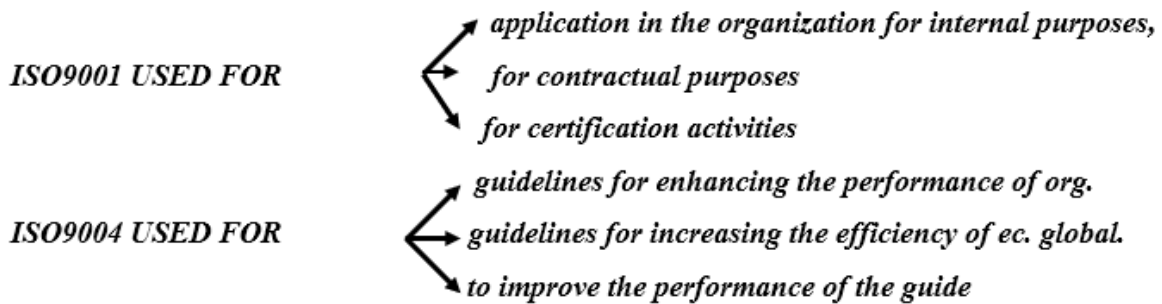 application in the organization for internal purposes,
ISO9001 USED FOR
for contractual purposes
for certification activities
guidelines for enhancing the performance of org.
ISO9004 USED FOR
guidelines for increasing the efficiency of ec. global.
to improve the performance of the guide